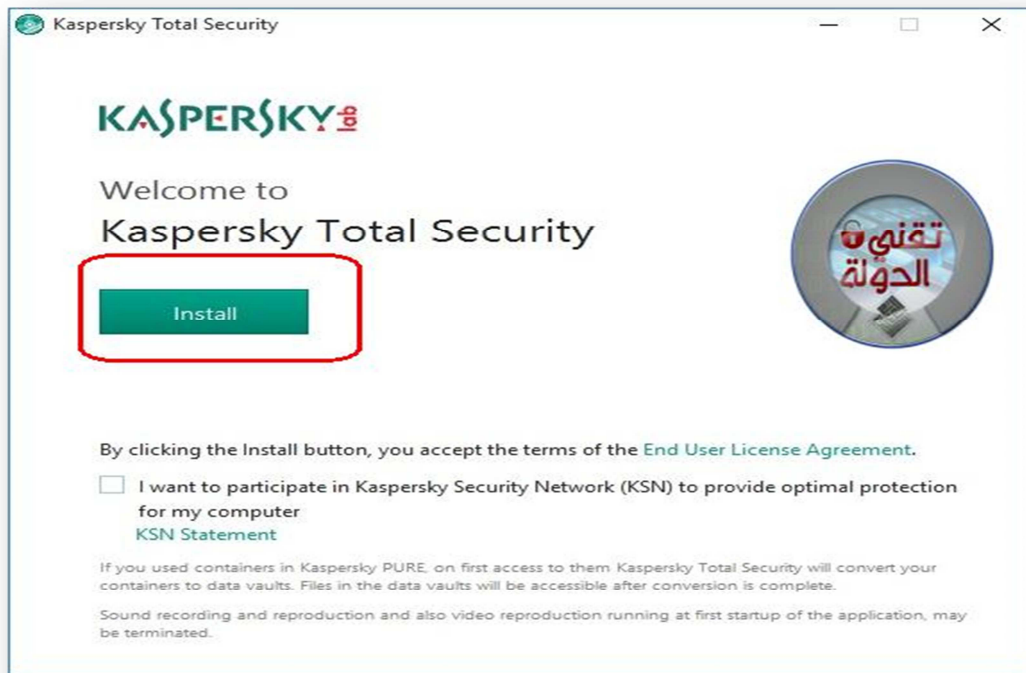 Kaspersky Total Security
KASPERSKY lab
Welcome to
Kaspersky Total Security
تقني
الدولة
Install
By clicking the Install button, you accept the terms of the End User License Agreement.
I want to participate in Kaspersky Security Network (KSN) to provide optimal protection
for my computer
KSN Statement
If you used containers in Kaspersky PURE, on first access to them Kaspersky Total Security will convert your
containers to data vaults. Files in the data vaults will be accessible after conversion is complete.
Sound recording and reproduction and also video reproduction running at first startup of the application, may
be terminated.